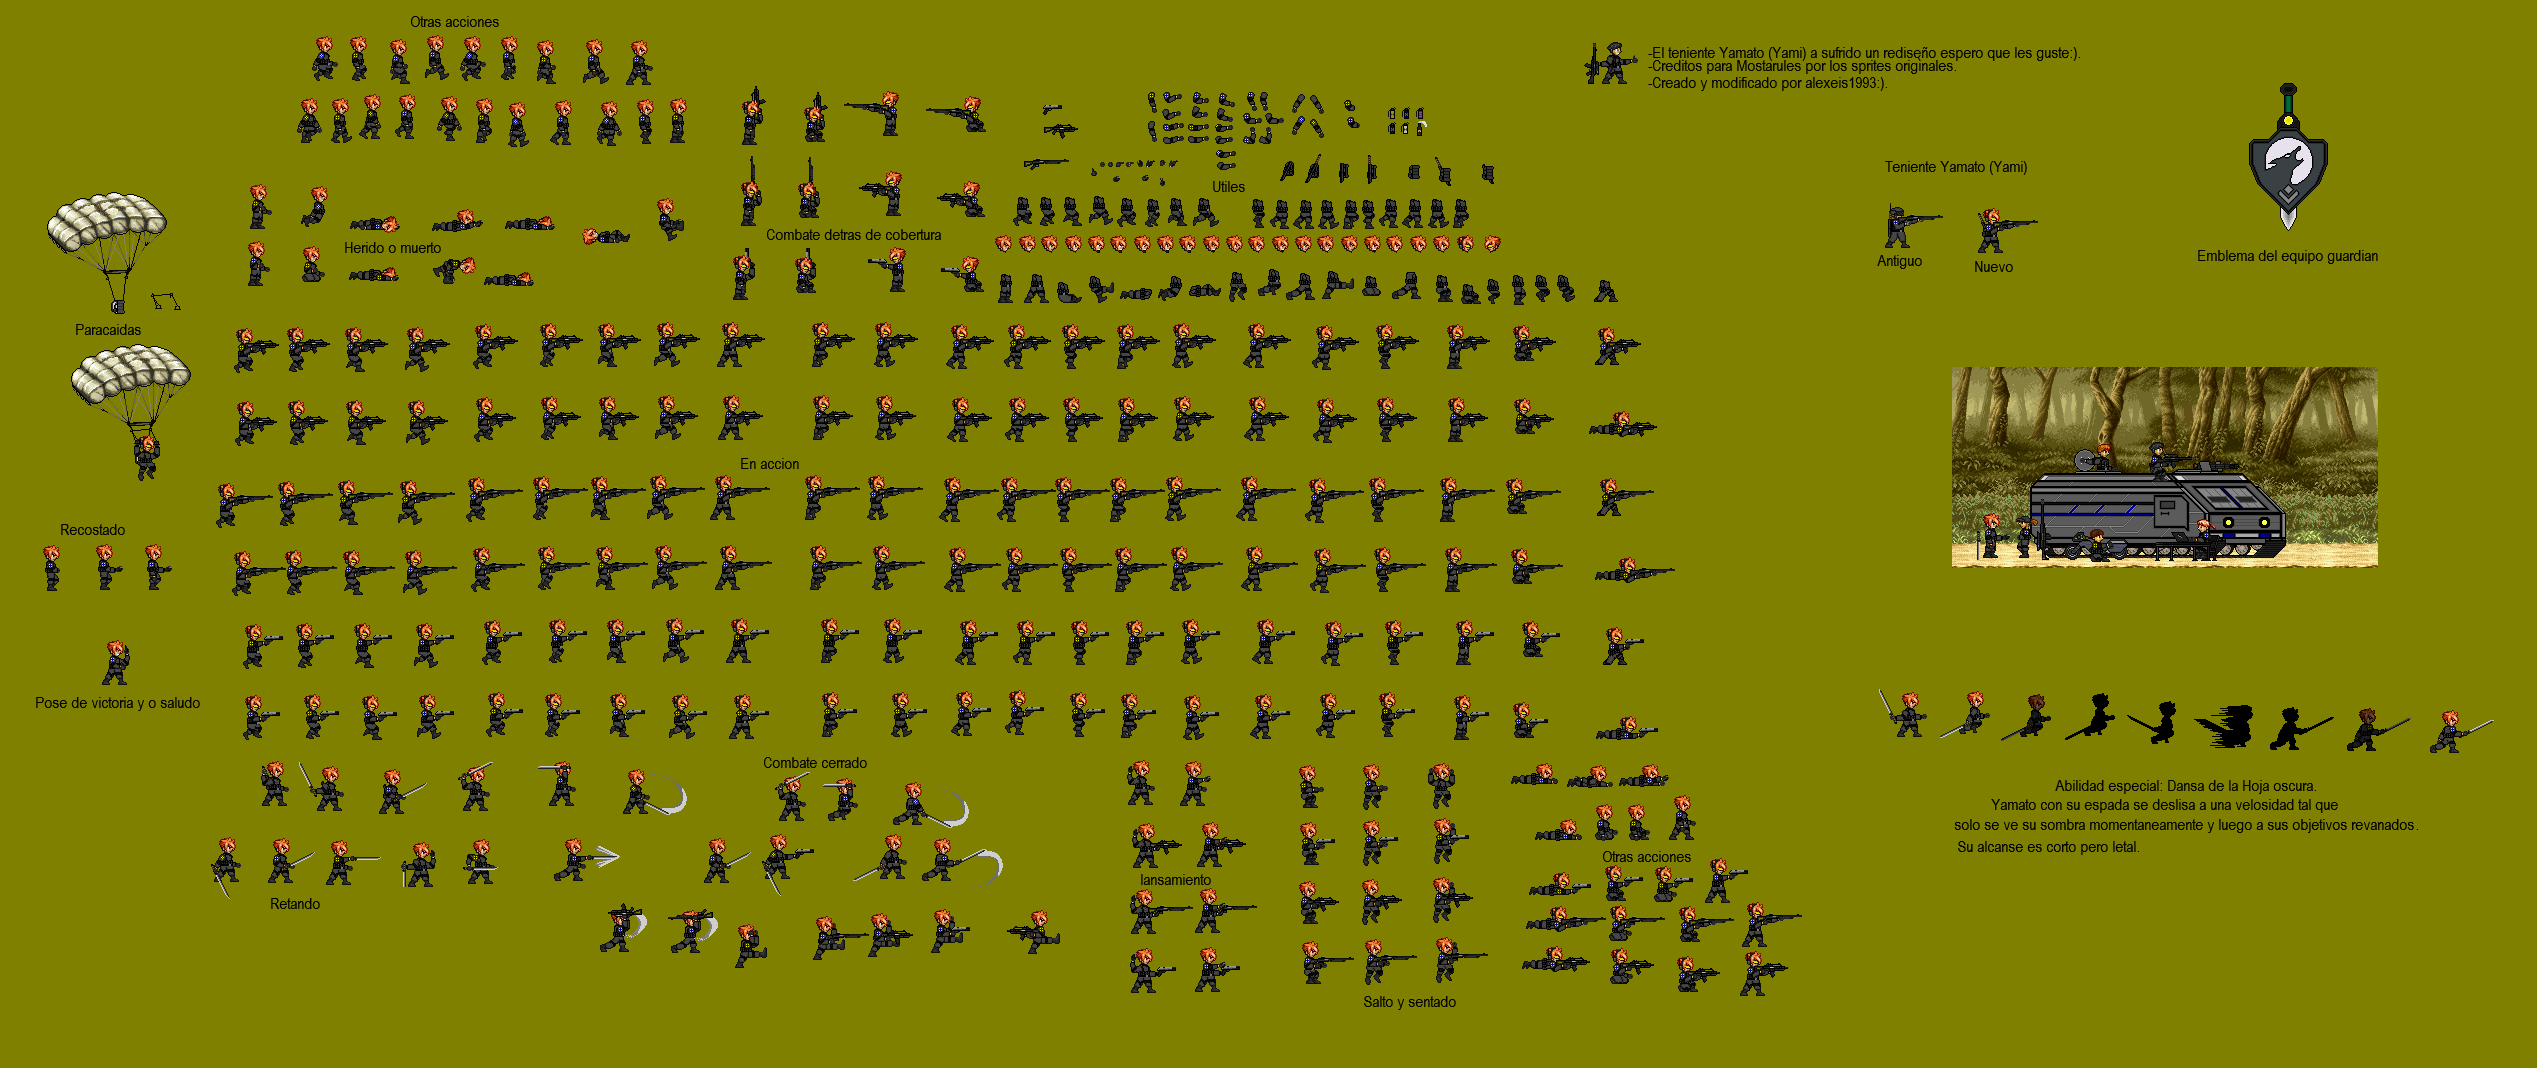 Otras acciones
-El teniente Yamato (Yami) a sufrido un rediseño espero que les guste:).
-Creditos para Mostarules por los sprites originales.
-Creado y modificado por alexeis1993:).
Teniente Yamato (Yami)
Utiles
Combate detras de cobertura
Herido o muerto
Antiguo
Nuevo
Emblema del equipo guardian
Paracaidas
En accion
Recostado
Pose de victoria y o saludo
Combate cerrado
Abilidad especial: Dansa de la Hoja oscura.
Yamato con su espada se deslisa a una velosidad tal que
solo se ve su sombra momentaneamente y luego a sus objetivos revanados.
Su alcanse es corto pero letal.
Otras acciones
lansamiento
Retando
Salto y sentado